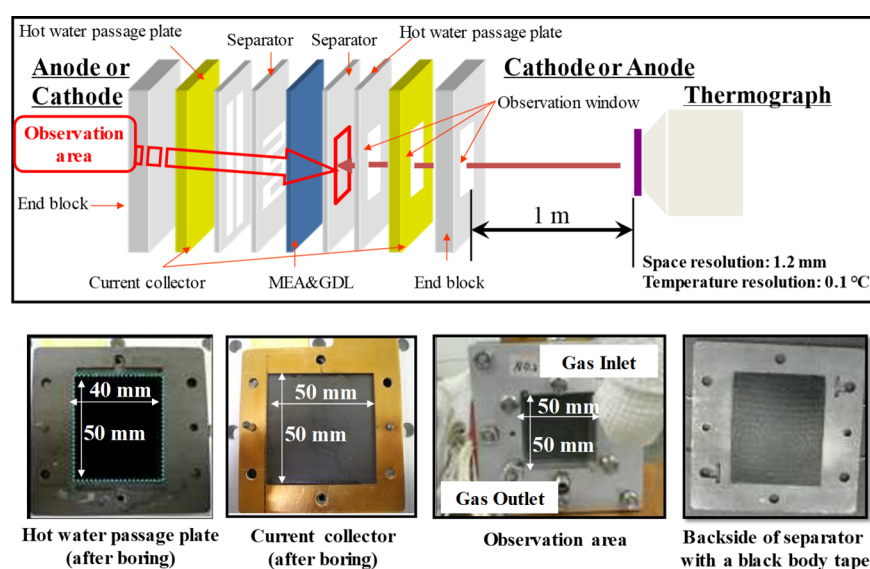 Hot water passage plate
Separator
Separator
Hot water passage plate
Anode or
Cathode
Cathode or Anode
Thermograph
Observation window
Observation
area
End block
1 m
Current collector
MEA&GDL
End block
Space resolution: 1.2 mm
Temperature resolution: 0.1 °C
40 mm
50 mm
50 mm
50 mm
Gas Inlet
50 mm
50 mm
Gas Outlet
Hot water passage plate
(after boring)
Current collector
(after boring)
Observation area
Backside of separator
with a black body tape